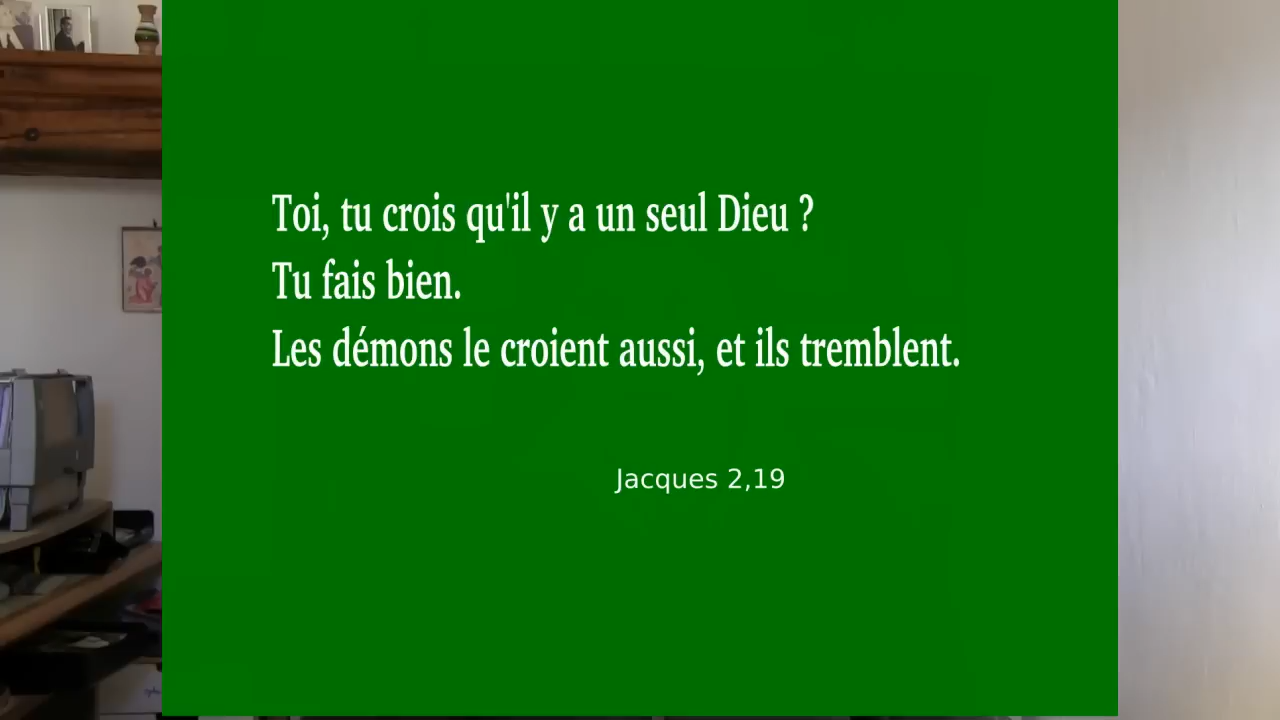 Toi, tu crois qu'il y a un seul Dieu ?
Tu fais bien.
Les démons le croient aussi, et ils tremblent.
Jacques 2,19